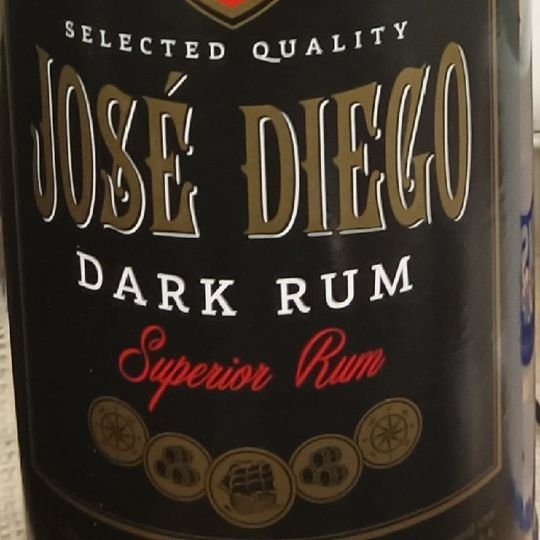 SELECTED QUALITY
JOSÉ DIEGO
DARK RUM
Superior Rum